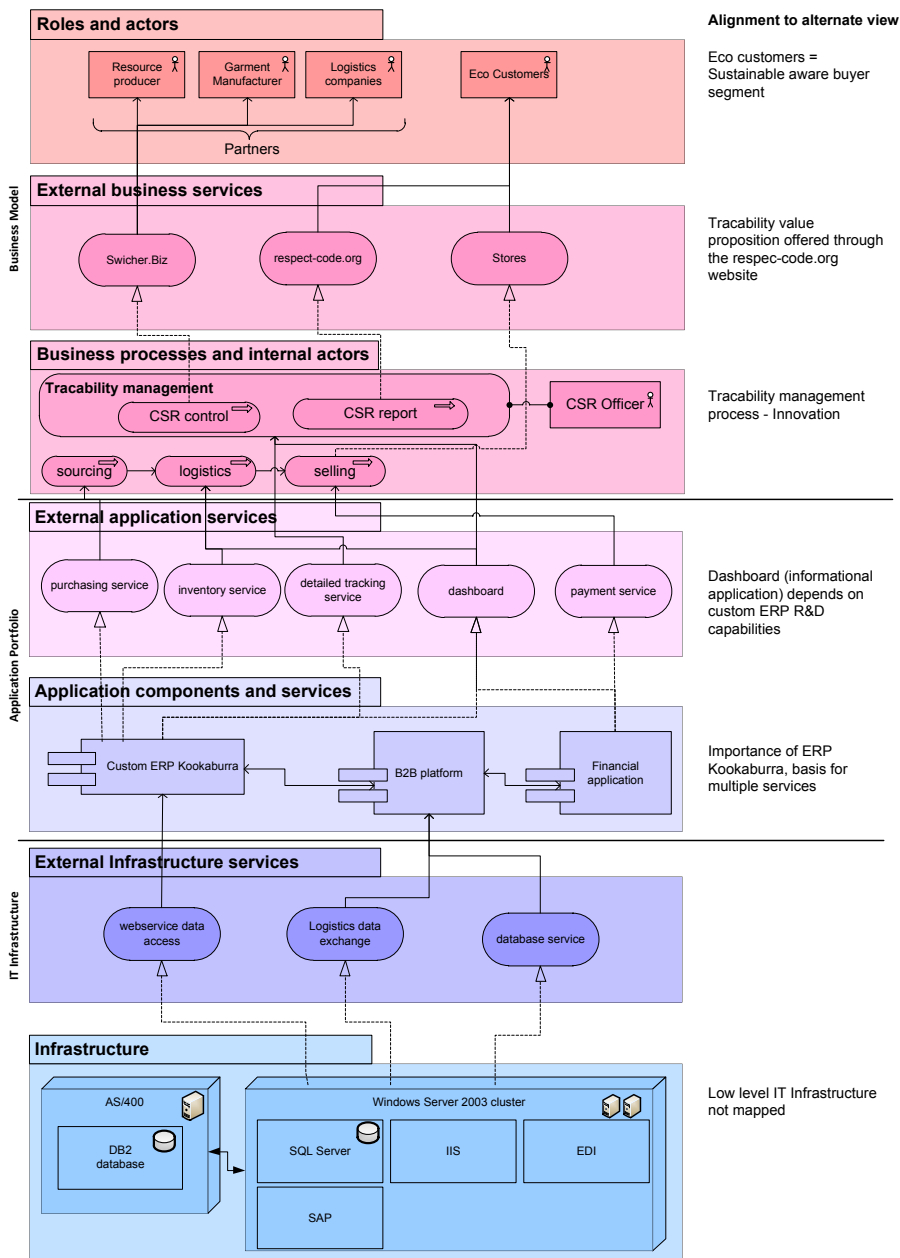 Roles and actors
Alignment to alternate view
Resource
producer
Garment
Manufacturer
Logistics
companies
Eco Customers
Eco customers =
Sustainable aware buyer
segment
Partners
Business Model
External business services
Swicher.Biz
respect-code.org
Stores
Tracability value
proposition offered through
the respec-code.org
website
Business processes and internal actors
Tracability management
CSR control
CSR report
CSR Officer
Tracability management
process - Innovation
sourcing
logistics
selling
Application Portfolio
External application services
purchasing service
inventory service
detailed tracking
service
dashboard
payment service
Dashboard (informational
application) depends on
custom ERP R&D
capabilities
Application components and services
Custom ERP Kookaburra
B2B platform
Financial
application
Importance of ERP
Kookaburra, basis for
multiple services
IT Infrastructure
External Infrastructure services
webservice data
access
Logistics data
exchange
database service
Infrastructure
AS/400
DB2
database
Windows Server 2003 cluster
SQL Server
IIS
EDI
SAP
Low level IT Infrastructure
not mapped